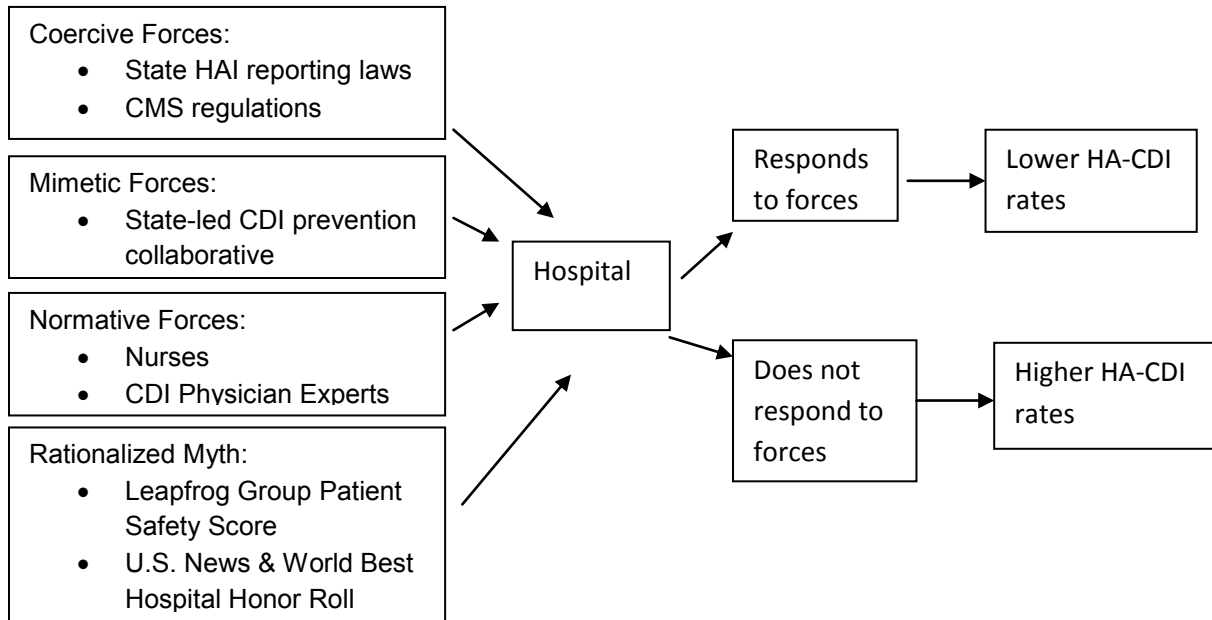 Coercive Forces:
• State HAI reporting laws
• CMS regulations
Mimetic Forces:
• State-led CDI prevention
collaborative
Normative Forces:
• Nurses
• CDI Physician Experts
Rationalized Myth:
• Leapfrog Group Patient
Safety Score
• U.S. News & World Best
Hospital Honor Roll
Hospital
Responds
to forces
Lower HA-CDI
rates
Does not
respond to
forces
Higher HA-CDI
rates